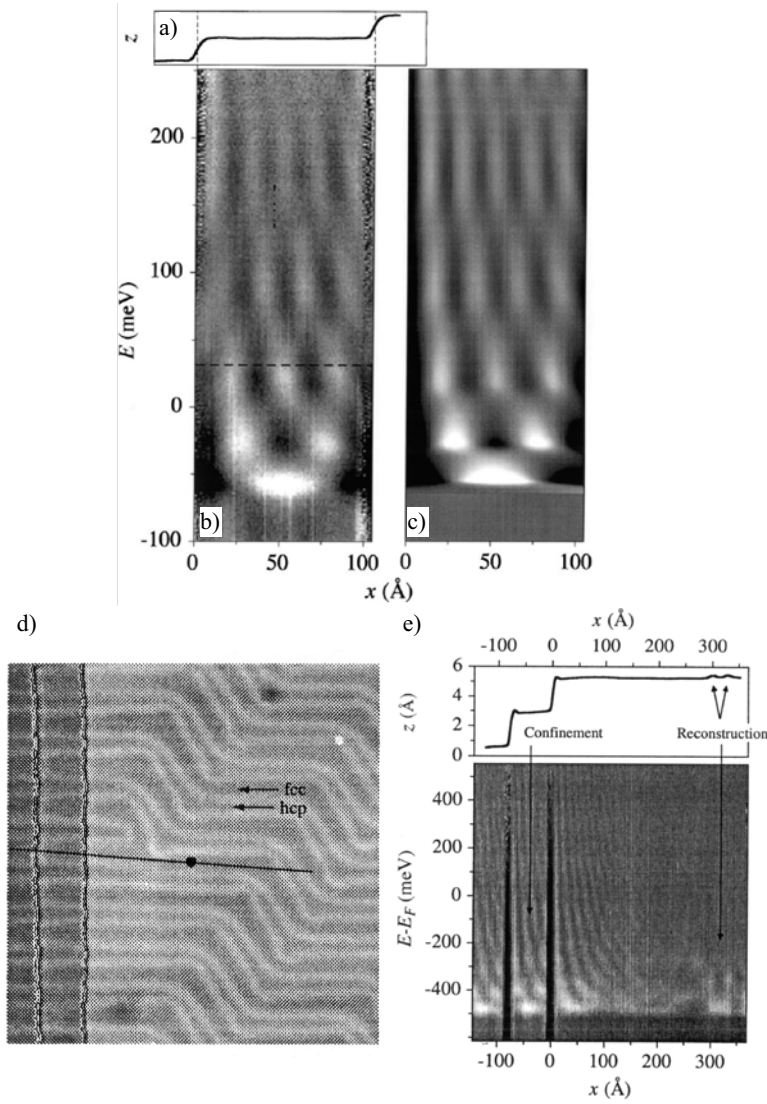 a)
z
200
100
0
-100
E (meV)
b)
c)
0 50 100
0 50 100
x (Å)
d)
fcc
hcp
e)
x (Å)
-100 0 100 200 300
6
4
2
0
z (Å)
Confinement
Reconstruction
400
200
0
-200
-400
E-E_F (meV)
-100 0 100 200 300
x (Å)